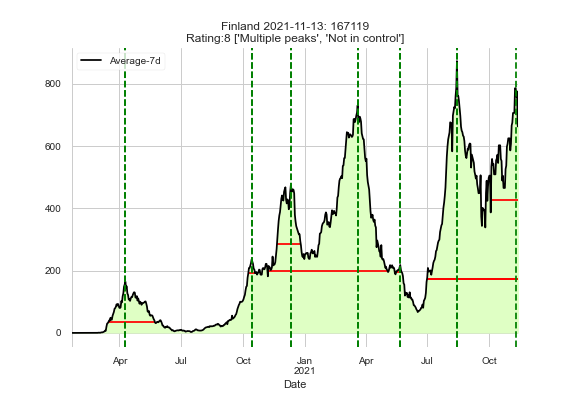 Finland 2021-11-13: 167119
Rating:8 ['Multiple peaks', 'Not in control']
Average-7d
800
600
400
200
0
Apr Jul Oct Jan Apr Jul Oct
2021
Date